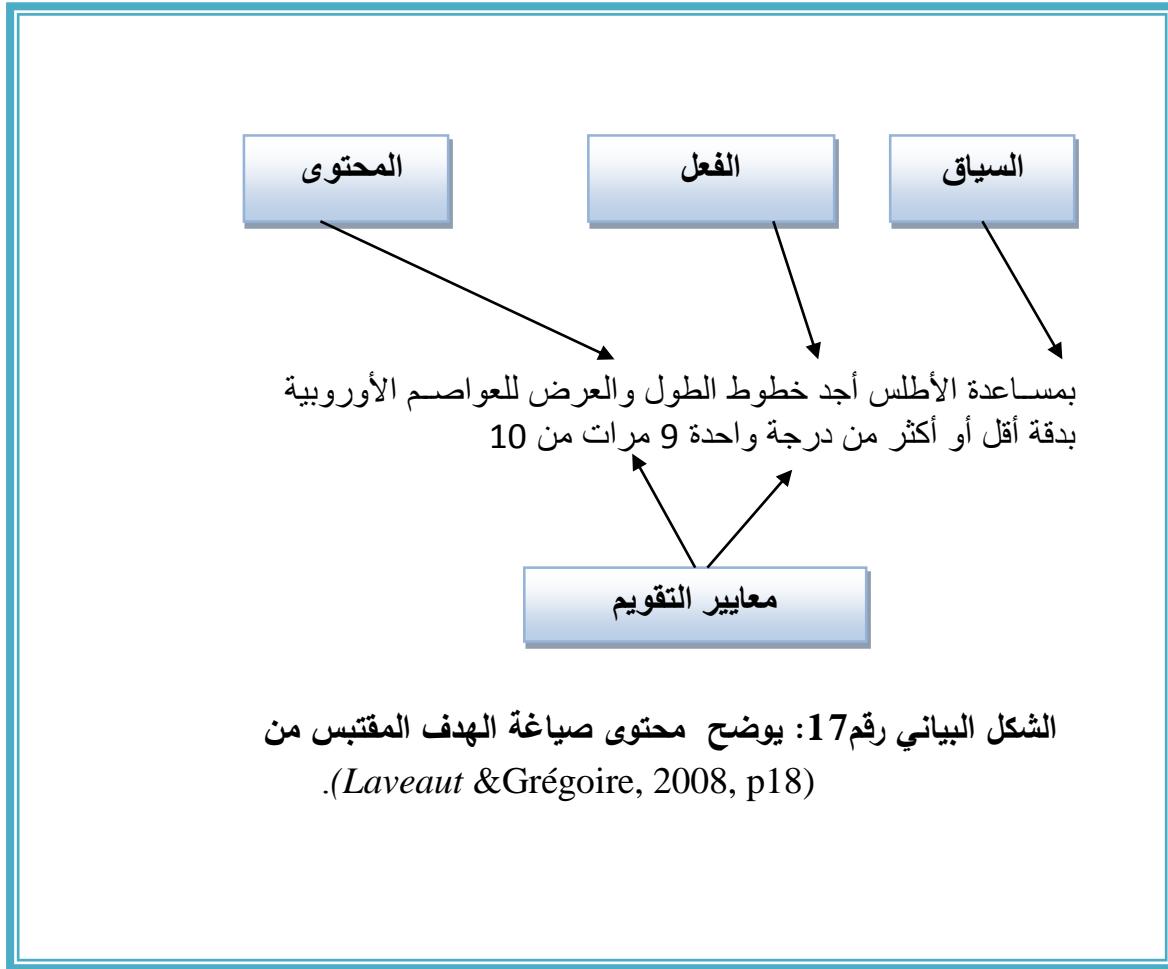 السياق
الفعل
المحتوى
بمساعدة الأطلس أجد خطوط الطول والعرض للعواصم الأوروبية
بدقة أقل أو أكثر من درجة واحدة 9 مرات من 10
معايير التقويم
الشكل البياني رقم17: يوضح محتوى صياغة الهدف المقتبس من
(Laveaut &Grégoire, 2008, p18).